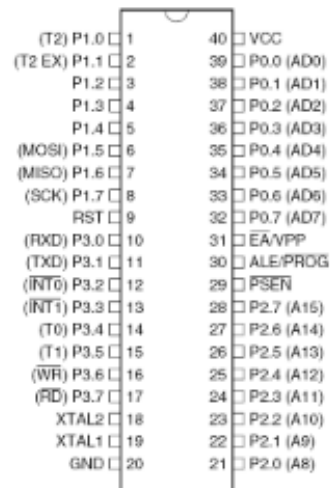 (T2) P1.0 1 40 VCC
(T2 EX) P1.1 2 39 P0.0 (AD0)
P1.2 3 38 P0.1 (AD1)
P1.3 4 37 P0.2 (AD2)
P1.4 5 36 P0.3 (AD3)
(MOSI) P1.5 6 35 P0.4 (AD4)
(MISO) P1.6 7 34 P0.5 (AD5)
(SCK) P1.7 8 33 P0.6 (AD6)
RST 9 32 P0.7 (AD7)
(RXD) P3.0 10 31 E̅A̅/VPP
(TXD) P3.1 11 30 ALE/P̅R̅O̅G̅
(I̅N̅T̅0̅) P3.2 12 29 P̅S̅E̅N̅
(I̅N̅T̅1̅) P3.3 13 28 P2.7 (A15)
(T0) P3.4 14 27 P2.6 (A14)
(T1) P3.5 15 26 P2.5 (A13)
(W̅R̅) P3.6 16 25 P2.4 (A12)
(R̅D̅) P3.7 17 24 P2.3 (A11)
XTAL2 18 23 P2.2 (A10)
XTAL1 19 22 P2.1 (A9)
GND 20 21 P2.0 (A8)